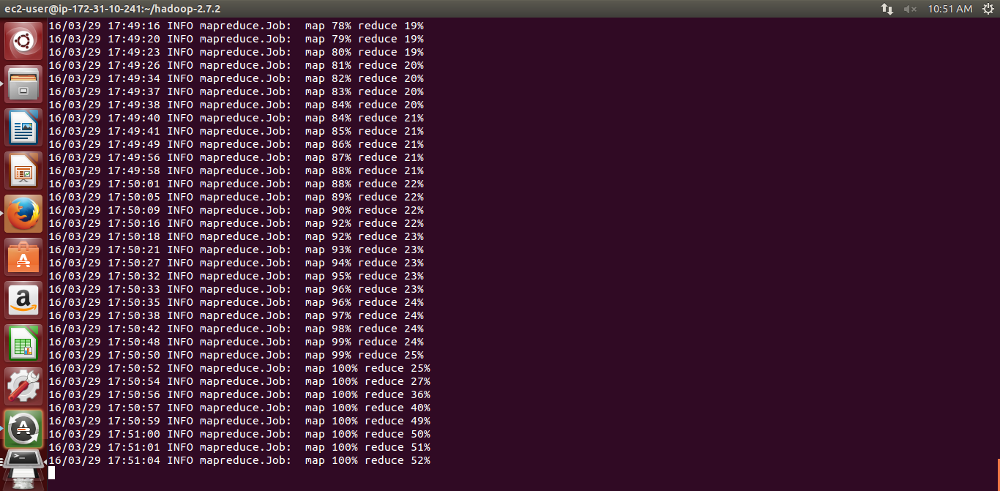 ec2-user@ip-172-31-10-241:~/hadoop-2.7.2
10:51 AM
16/03/29 17:49:16 INFO mapreduce.Job:  map 78% reduce 19%
16/03/29 17:49:20 INFO mapreduce.Job:  map 79% reduce 19%
16/03/29 17:49:23 INFO mapreduce.Job:  map 80% reduce 19%
16/03/29 17:49:26 INFO mapreduce.Job:  map 81% reduce 20%
16/03/29 17:49:34 INFO mapreduce.Job:  map 82% reduce 20%
16/03/29 17:49:37 INFO mapreduce.Job:  map 83% reduce 20%
16/03/29 17:49:38 INFO mapreduce.Job:  map 84% reduce 20%
16/03/29 17:49:40 INFO mapreduce.Job:  map 84% reduce 21%
16/03/29 17:49:41 INFO mapreduce.Job:  map 85% reduce 21%
16/03/29 17:49:49 INFO mapreduce.Job:  map 86% reduce 21%
16/03/29 17:49:56 INFO mapreduce.Job:  map 87% reduce 21%
16/03/29 17:49:58 INFO mapreduce.Job:  map 88% reduce 21%
16/03/29 17:50:01 INFO mapreduce.Job:  map 88% reduce 22%
16/03/29 17:50:05 INFO mapreduce.Job:  map 89% reduce 22%
16/03/29 17:50:09 INFO mapreduce.Job:  map 90% reduce 22%
16/03/29 17:50:16 INFO mapreduce.Job:  map 92% reduce 22%
16/03/29 17:50:18 INFO mapreduce.Job:  map 92% reduce 23%
16/03/29 17:50:21 INFO mapreduce.Job:  map 93% reduce 23%
16/03/29 17:50:27 INFO mapreduce.Job:  map 94% reduce 23%
16/03/29 17:50:32 INFO mapreduce.Job:  map 95% reduce 23%
16/03/29 17:50:33 INFO mapreduce.Job:  map 96% reduce 23%
16/03/29 17:50:35 INFO mapreduce.Job:  map 96% reduce 24%
16/03/29 17:50:38 INFO mapreduce.Job:  map 97% reduce 24%
16/03/29 17:50:42 INFO mapreduce.Job:  map 98% reduce 24%
16/03/29 17:50:48 INFO mapreduce.Job:  map 99% reduce 24%
16/03/29 17:50:50 INFO mapreduce.Job:  map 99% reduce 25%
16/03/29 17:50:52 INFO mapreduce.Job:  map 100% reduce 25%
16/03/29 17:50:54 INFO mapreduce.Job:  map 100% reduce 27%
16/03/29 17:50:56 INFO mapreduce.Job:  map 100% reduce 36%
16/03/29 17:50:57 INFO mapreduce.Job:  map 100% reduce 40%
16/03/29 17:50:59 INFO mapreduce.Job:  map 100% reduce 49%
16/03/29 17:51:00 INFO mapreduce.Job:  map 100% reduce 50%
16/03/29 17:51:01 INFO mapreduce.Job:  map 100% reduce 51%
16/03/29 17:51:04 INFO mapreduce.Job:  map 100% reduce 52%